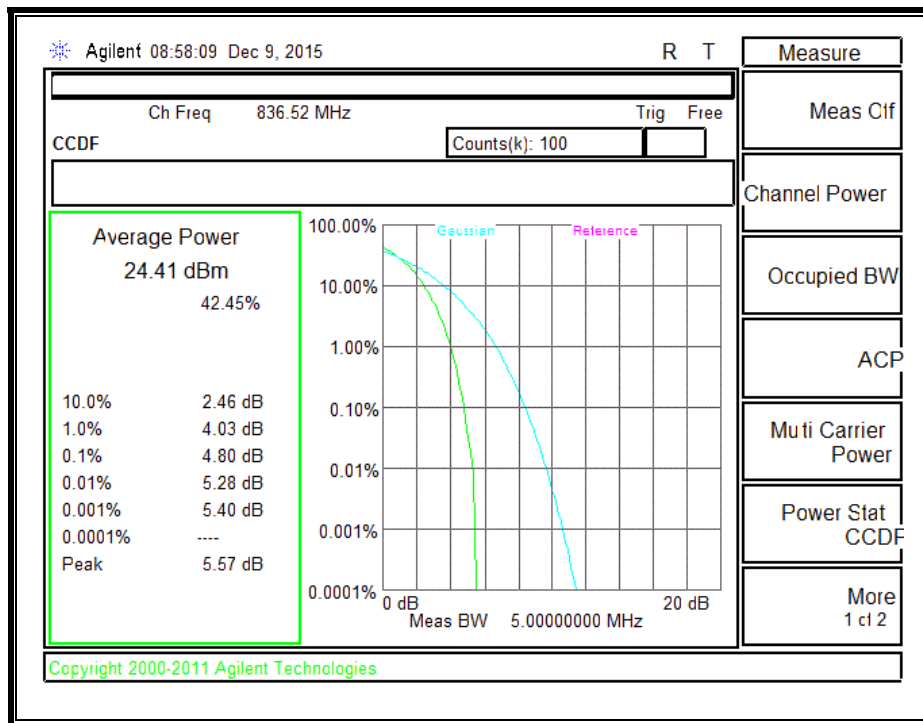 Agilent 08:58:09 Dec 9, 2015
R T
Ch Freq 836.52 MHz
Trig Free
CCDF
Counts(k): 100
Average Power
24.41 dBm
42.45%
10.0% 2.46 dB
1.0% 4.03 dB
0.1% 4.80 dB
0.01% 5.28 dB
0.001% 5.40 dB
0.0001% ----
Peak 5.57 dB
Gaussian
Reference
100.00%
10.00%
1.00%
0.10%
0.01%
0.001%
0.0001%
0 dB
20 dB
Meas BW 5.00000000 MHz
Measure
Meas Off
Channel Power
Occupied BW
ACP
Multi Carrier
Power
Power Stat
CCDF
More
1 of 2
Copyright 2000-2011 Agilent Technologies